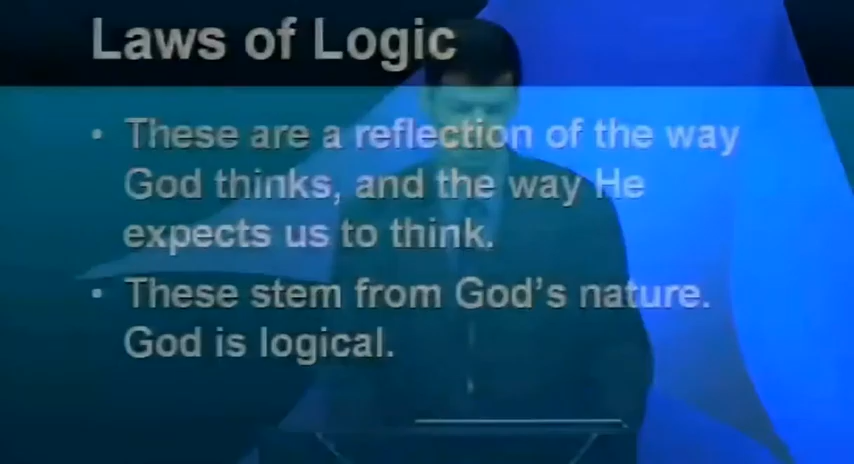 Laws of Logic
• These are a reflection of the way
God thinks, and the way He
expects us to think.
• These stem from God's nature.
God is logical.